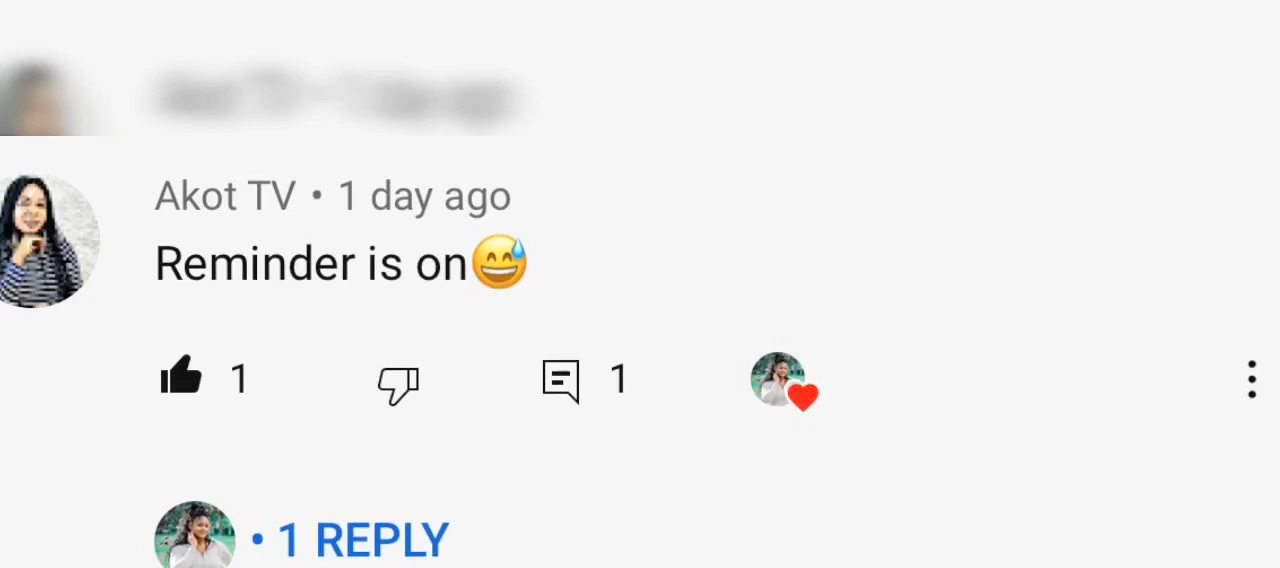 Akot TV • 1 day ago
Reminder is on😅
1 1
• 1 REPLY